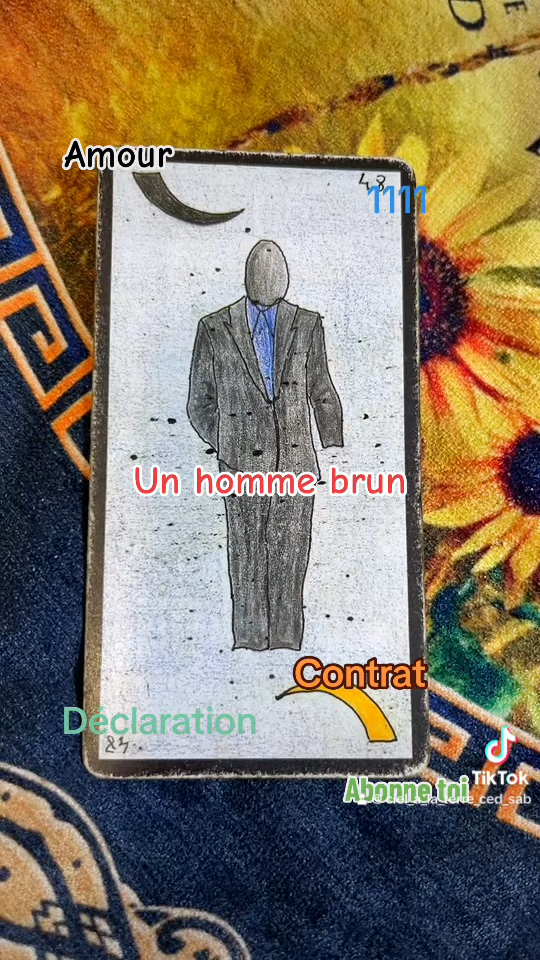 D
E
Amour
48
1111
Un homme brun
Contrat
Déclaration
84
TikTok
Abonne toi